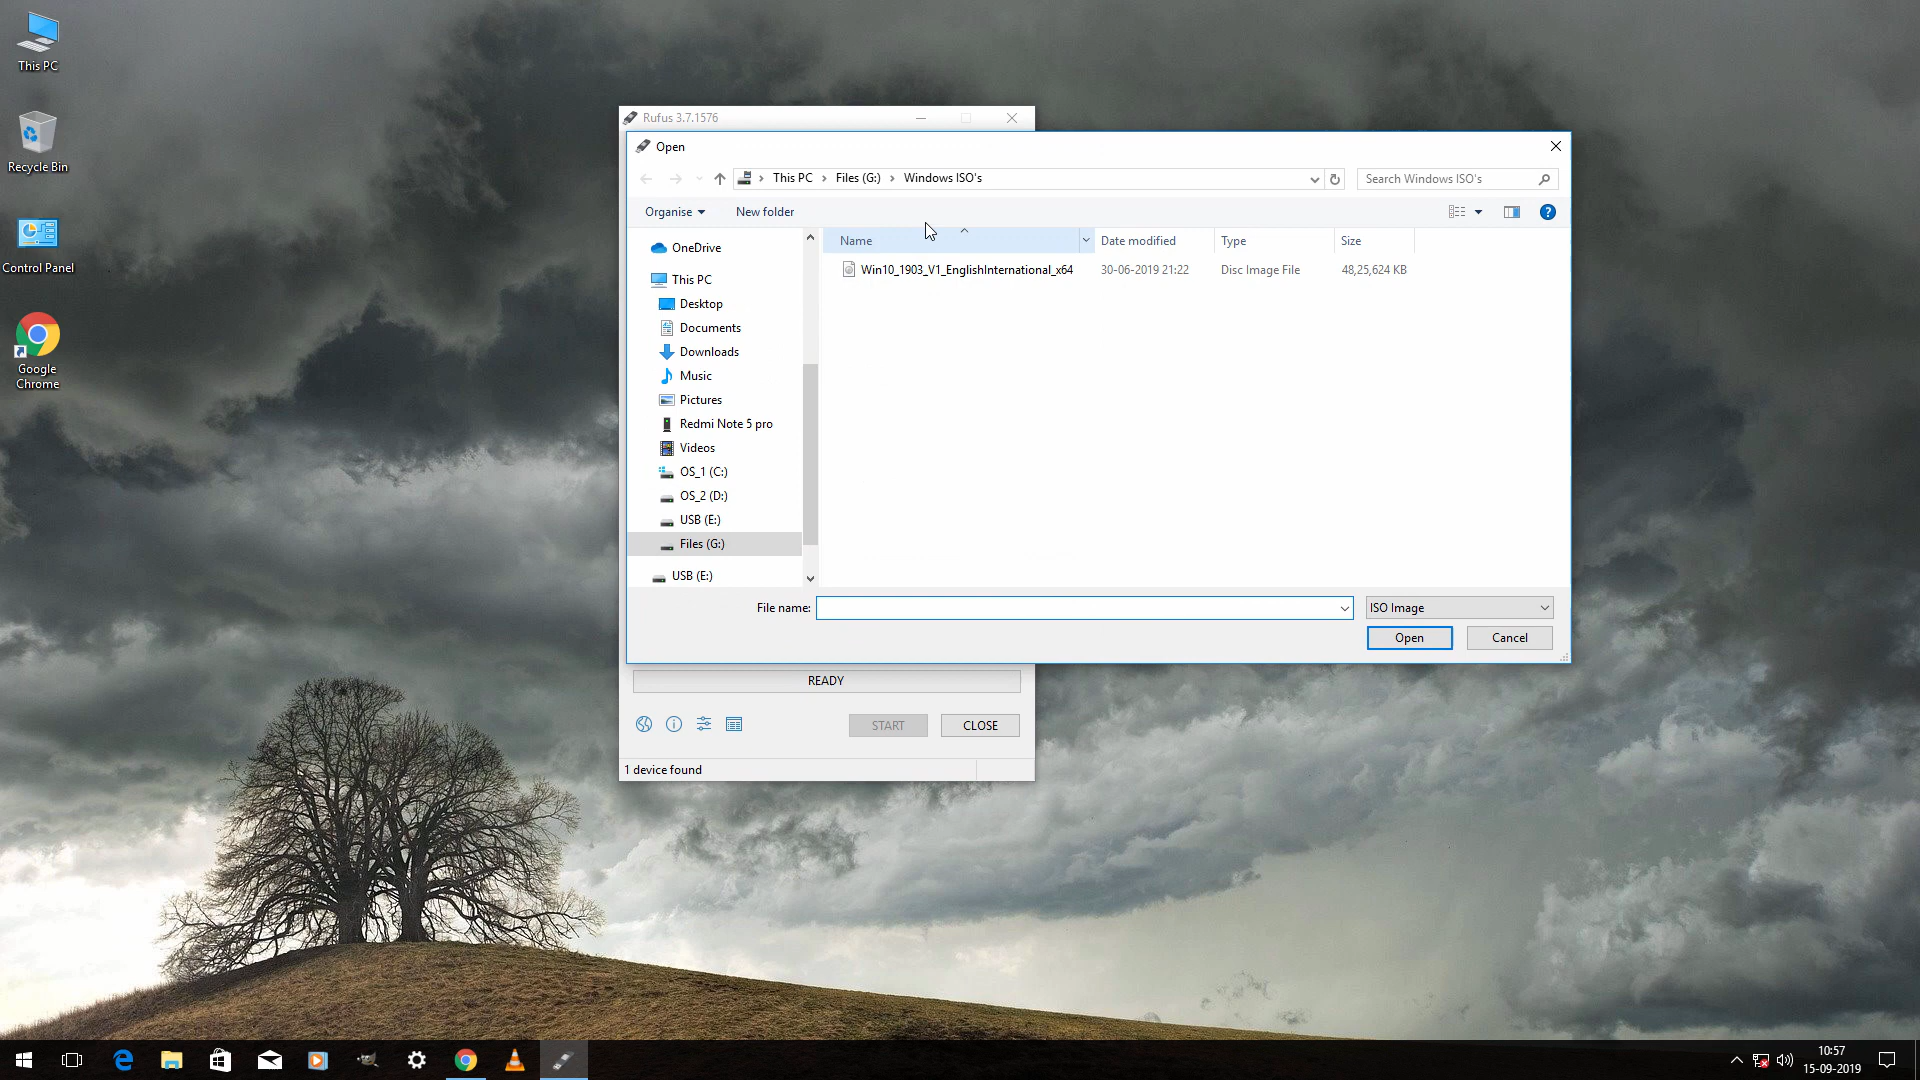 This PC
Recycle Bin
Control Panel
Google
Chrome
Rufus 3.7.1576
Open
This PC
Files (G:)
Windows ISO's
Search Windows ISO's
Organise
New folder
OneDrive
This PC
Desktop
Documents
Downloads
Music
Pictures
Redmi Note 5 pro
Videos
OS_1 (C:)
OS_2 (D:)
USB (E:)
Files (G:)
USB (E:)
Name
Date modified
Type
Size
Win10_1903_V1_EnglishInternational_x64
30-06-2019 21:22
Disc Image File
48,25,624 KB
File name:
ISO Image
Open
Cancel
READY
START
CLOSE
1 device found
10:57
15-09-2019